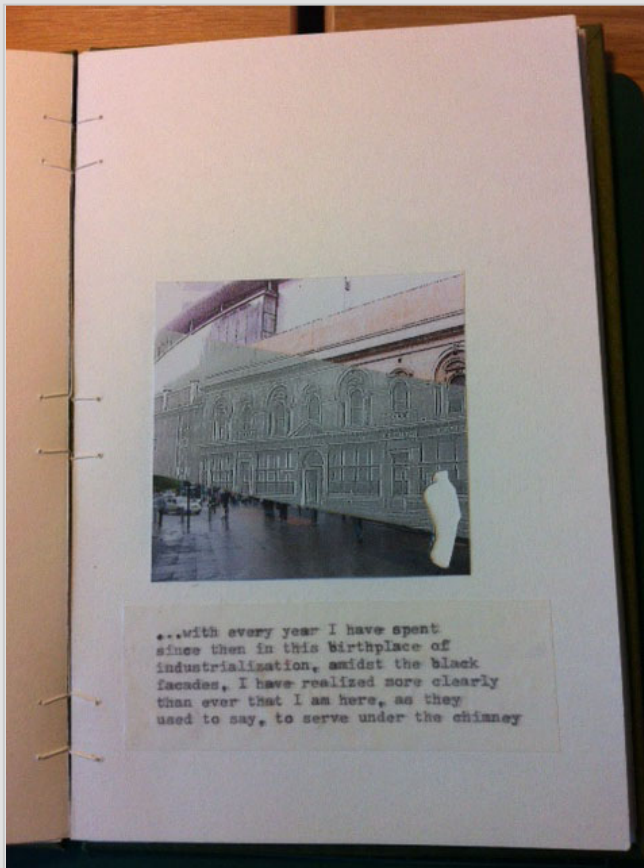 ...with every year I have spent
since then in this birthplace of
industrialization, amidst the black
facades, I have realized more clearly
than ever that I am here, as they
used to say, to serve under the chimney